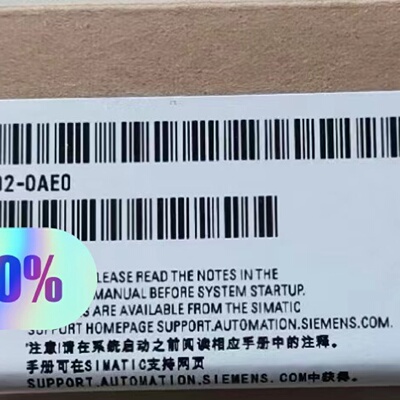 02-0AE0
0%
PLEASE READ THE NOTES IN THE
MANUAL BEFORE SYSTEM STARTUP.
ARE AVAILABLE FROM THE SIMATIC
SUPPORT HOMEPAGE SUPPORT.AUTOMATION.SIEMENS.COM.
注意!请在系统启动之前阅读相应手册中的注释。
手册可在SIMATIC支持网页
SUPPORT.AUTOMATION.SIEMENS.COM中获得。